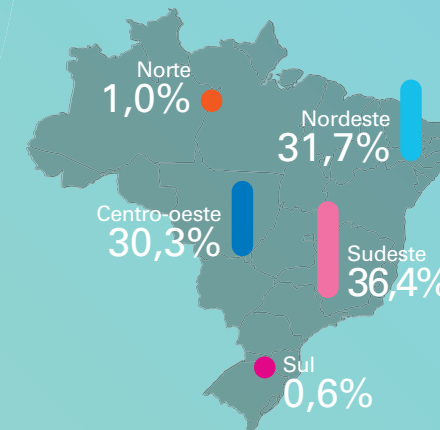 Norte
1,0%
Nordeste
31,7%
Centro-oeste
30,3%
Sudeste
36,4%
Sul
0,6%